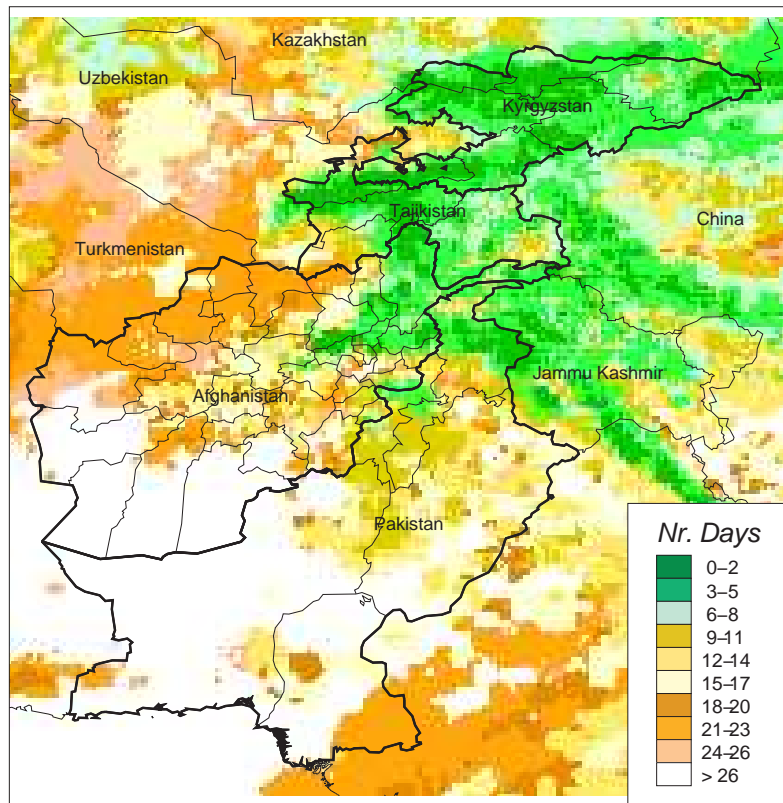 Kazakhstan
Uzbekistan
Kyrgyzstan
Tajikistan
China
Turkmenistan
Jammu Kashmir
Afghanistan
Pakistan
Nr. Days
0–2
3–5
6–8
9–11
12–14
15–17
18–20
21–23
24–26
> 26